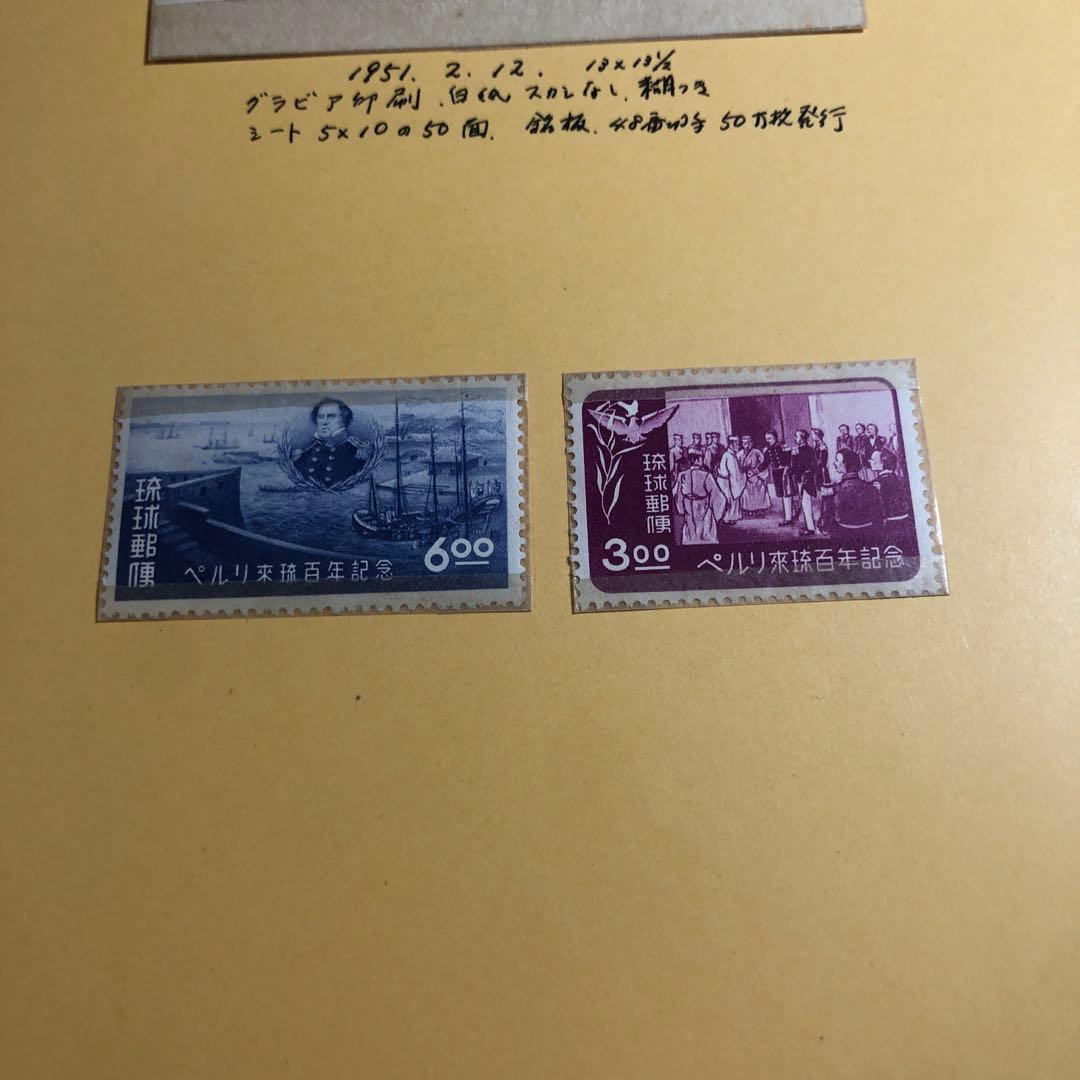 1951. 2. 12. 13×13½
グラビア印刷、白紙 スカシなし、糊つき
シート 5×10の50面. 銘板、48番切手 50万枚発行
琉球郵便
ペルリ來琉百年記念
6.00
琉球郵便
3.00
ペルリ來琉百年記念